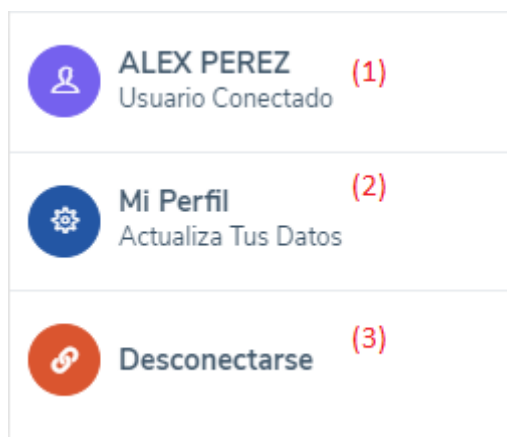 ALEX PEREZ (1)
Usuario Conectado
Mi Perfil (2)
Actualiza Tus Datos
Desconectarse (3)